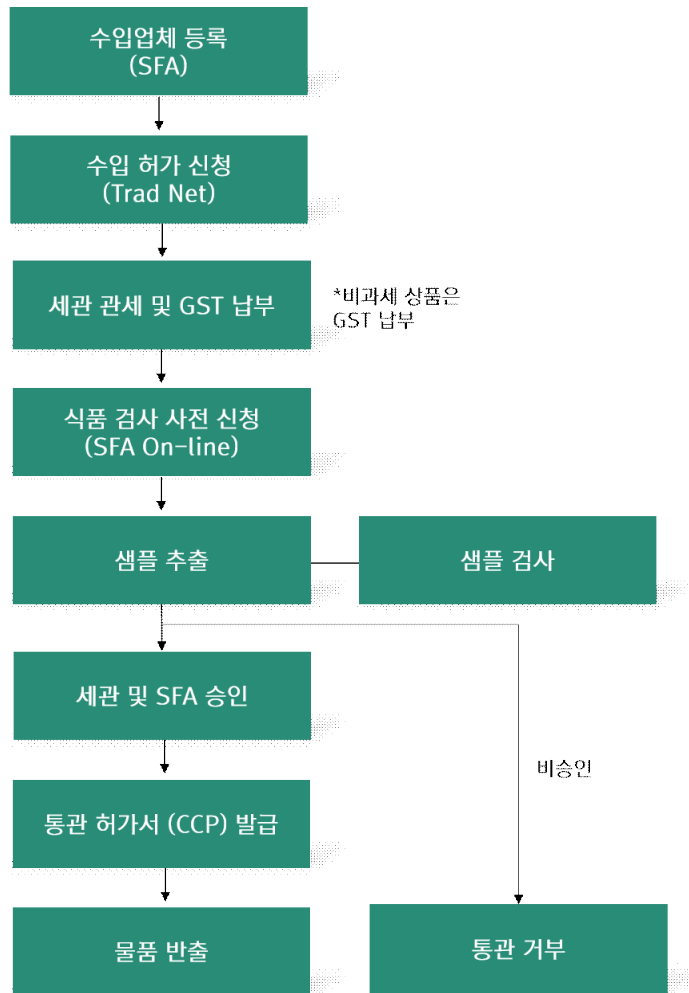 수입업체 등록
(SFA)
수입 허가 신청
(Trad Net)
세관 관세 및 GST 납부
*비과세 상품은
GST 납부
식품 검사 사전 신청
(SFA On-line)
샘플 추출
샘플 검사
세관 및 SFA 승인
비승인
통관 허가서 (CCP) 발급
물품 반출
통관 거부